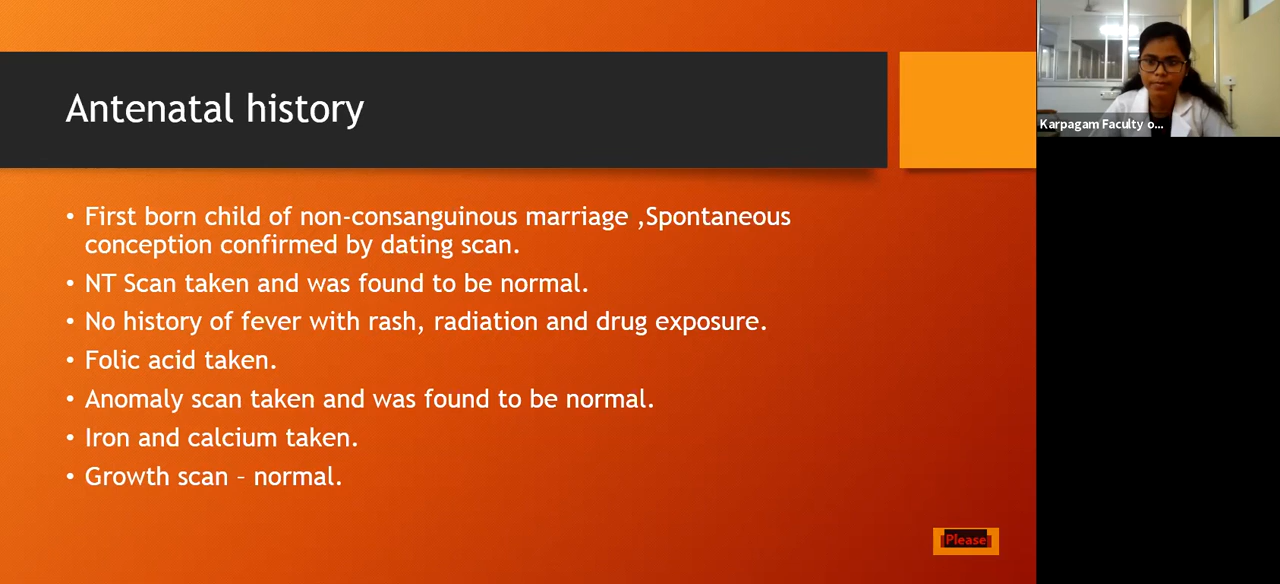 Antenatal history
• First born child of non-consanguinous marriage ,Spontaneous
conception confirmed by dating scan.
• NT Scan taken and was found to be normal.
• No history of fever with rash, radiation and drug exposure.
• Folic acid taken.
• Anomaly scan taken and was found to be normal.
• Iron and calcium taken.
• Growth scan – normal.
Please
Karpagam Faculty o...